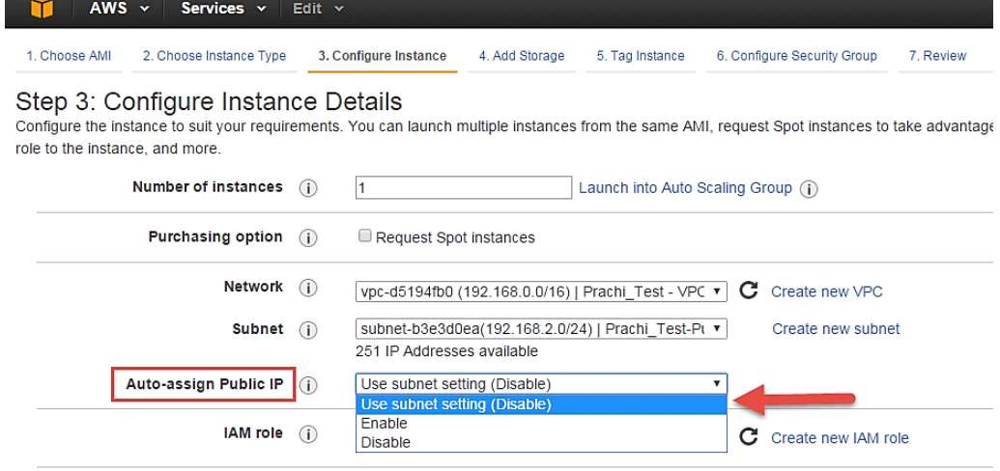 AWS Services Edit
1. Choose AMI 2. Choose Instance Type 3. Configure Instance 4. Add Storage 5. Tag Instance 6. Configure Security Group 7. Review
Step 3: Configure Instance Details
Configure the instance to suit your requirements. You can launch multiple instances from the same AMI, request Spot instances to take advantage
role to the instance, and more.
Number of instances i 1 Launch into Auto Scaling Group i
Purchasing option i Request Spot instances
Network i vpc-d5194fb0 (192.168.0.0/16) | Prachi_Test - VPC Create new VPC
Subnet i subnet-b3e3d0ea(192.168.2.0/24) | Prachi_Test-Pu Create new subnet
251 IP Addresses available
Auto-assign Public IP i Use subnet setting (Disable)
Use subnet setting (Disable)
Enable
IAM role i Disable Create new IAM role